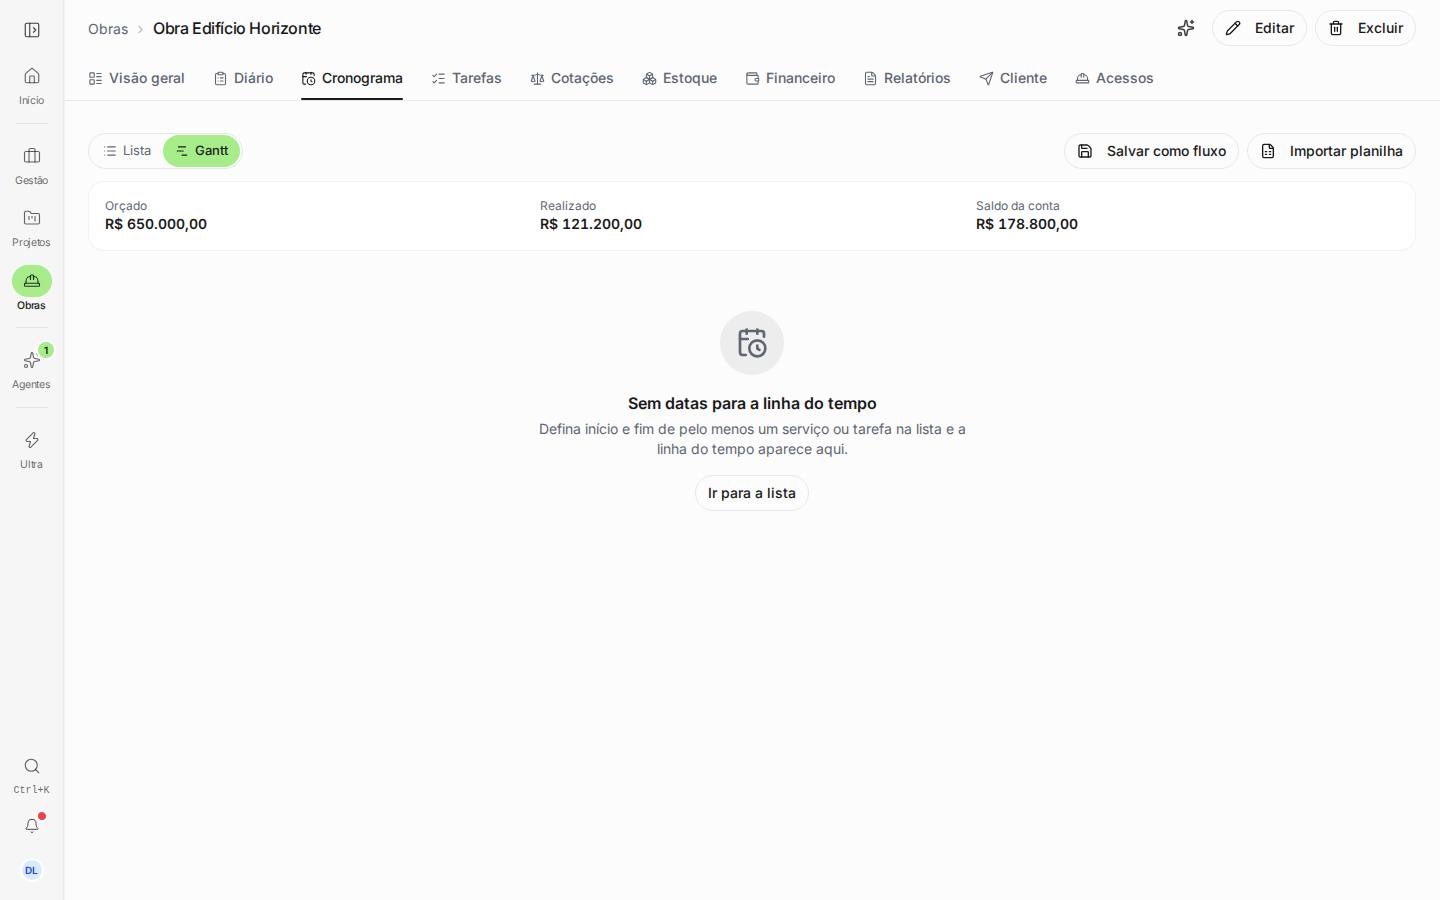 Obras
Obra Edifício Horizonte
Editar
Excluir
Visão geral
Diário
Cronograma
Tarefas
Cotações
Estoque
Financeiro
Relatórios
Cliente
Acessos
Início
Gestão
Projetos
Obras
1
Agentes
Ultra
Ctrl+K
DL
Lista
Gantt
Salvar como fluxo
Importar planilha
Orçado
R$ 650.000,00
Realizado
R$ 121.200,00
Saldo da conta
R$ 178.800,00
Sem datas para a linha do tempo
Defina início e fim de pelo menos um serviço ou tarefa na lista e a
linha do tempo aparece aqui.
Ir para a lista